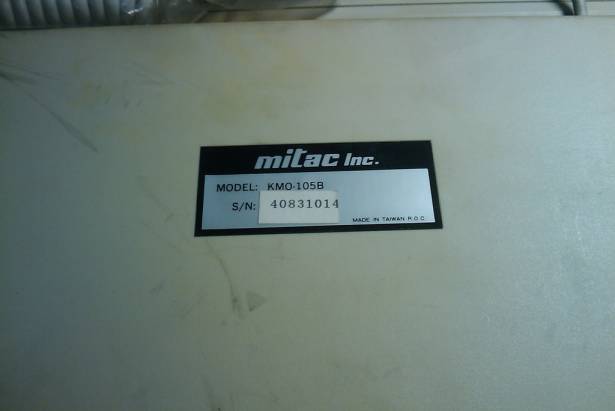 mitac Inc.
MODEL: KMO-105B
S/N: 40831014
MADE IN TAIWAN R.O.C.